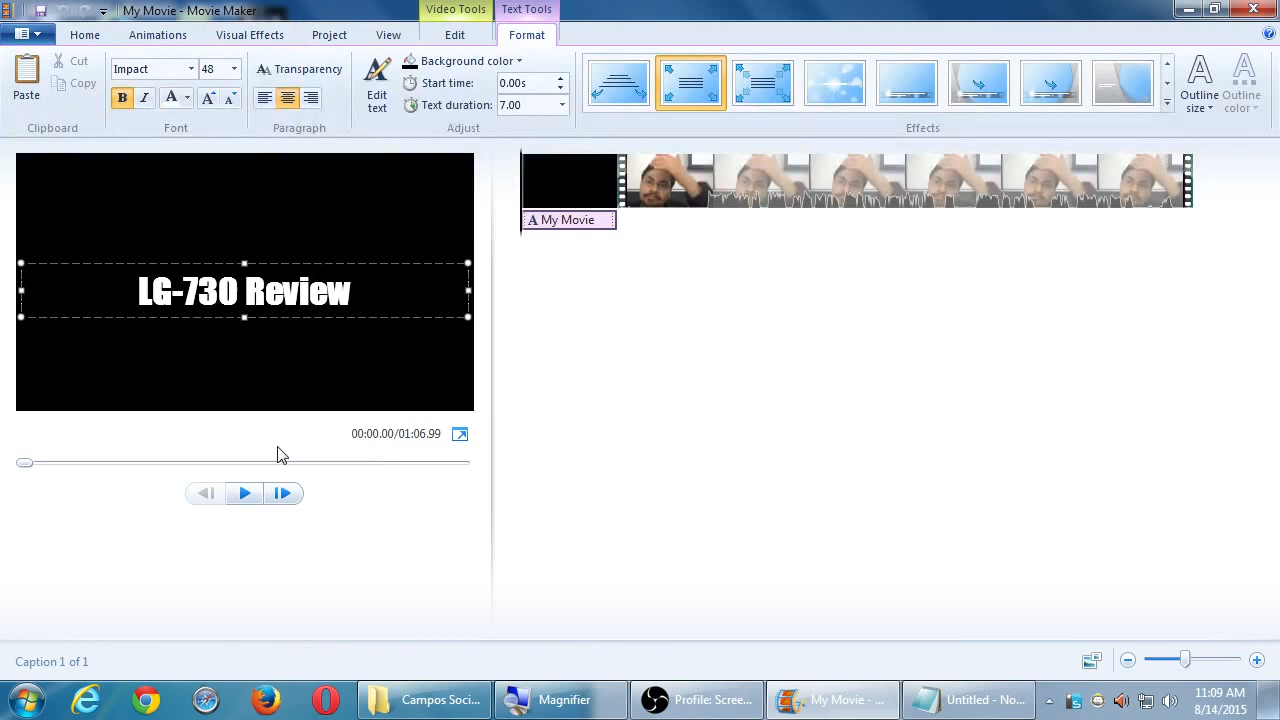 My Movie - Movie Maker
Video Tools
Text Tools
Home
Animations
Visual Effects
Project
View
Edit
Format
Paste
Cut
Copy
Clipboard
Impact
48
B I A A A
Font
Transparency
Paragraph
Edit text
Background color
Start time: 0.00s
Text duration: 7.00
Adjust
Effects
Outline size
Outline color
LG-730 Review
A My Movie
00:00.00/01:06.99
Caption 1 of 1
Campos Soci...
Magnifier
Profile: Scree...
My Movie - ...
Untitled - No...
11:09 AM
8/14/2015